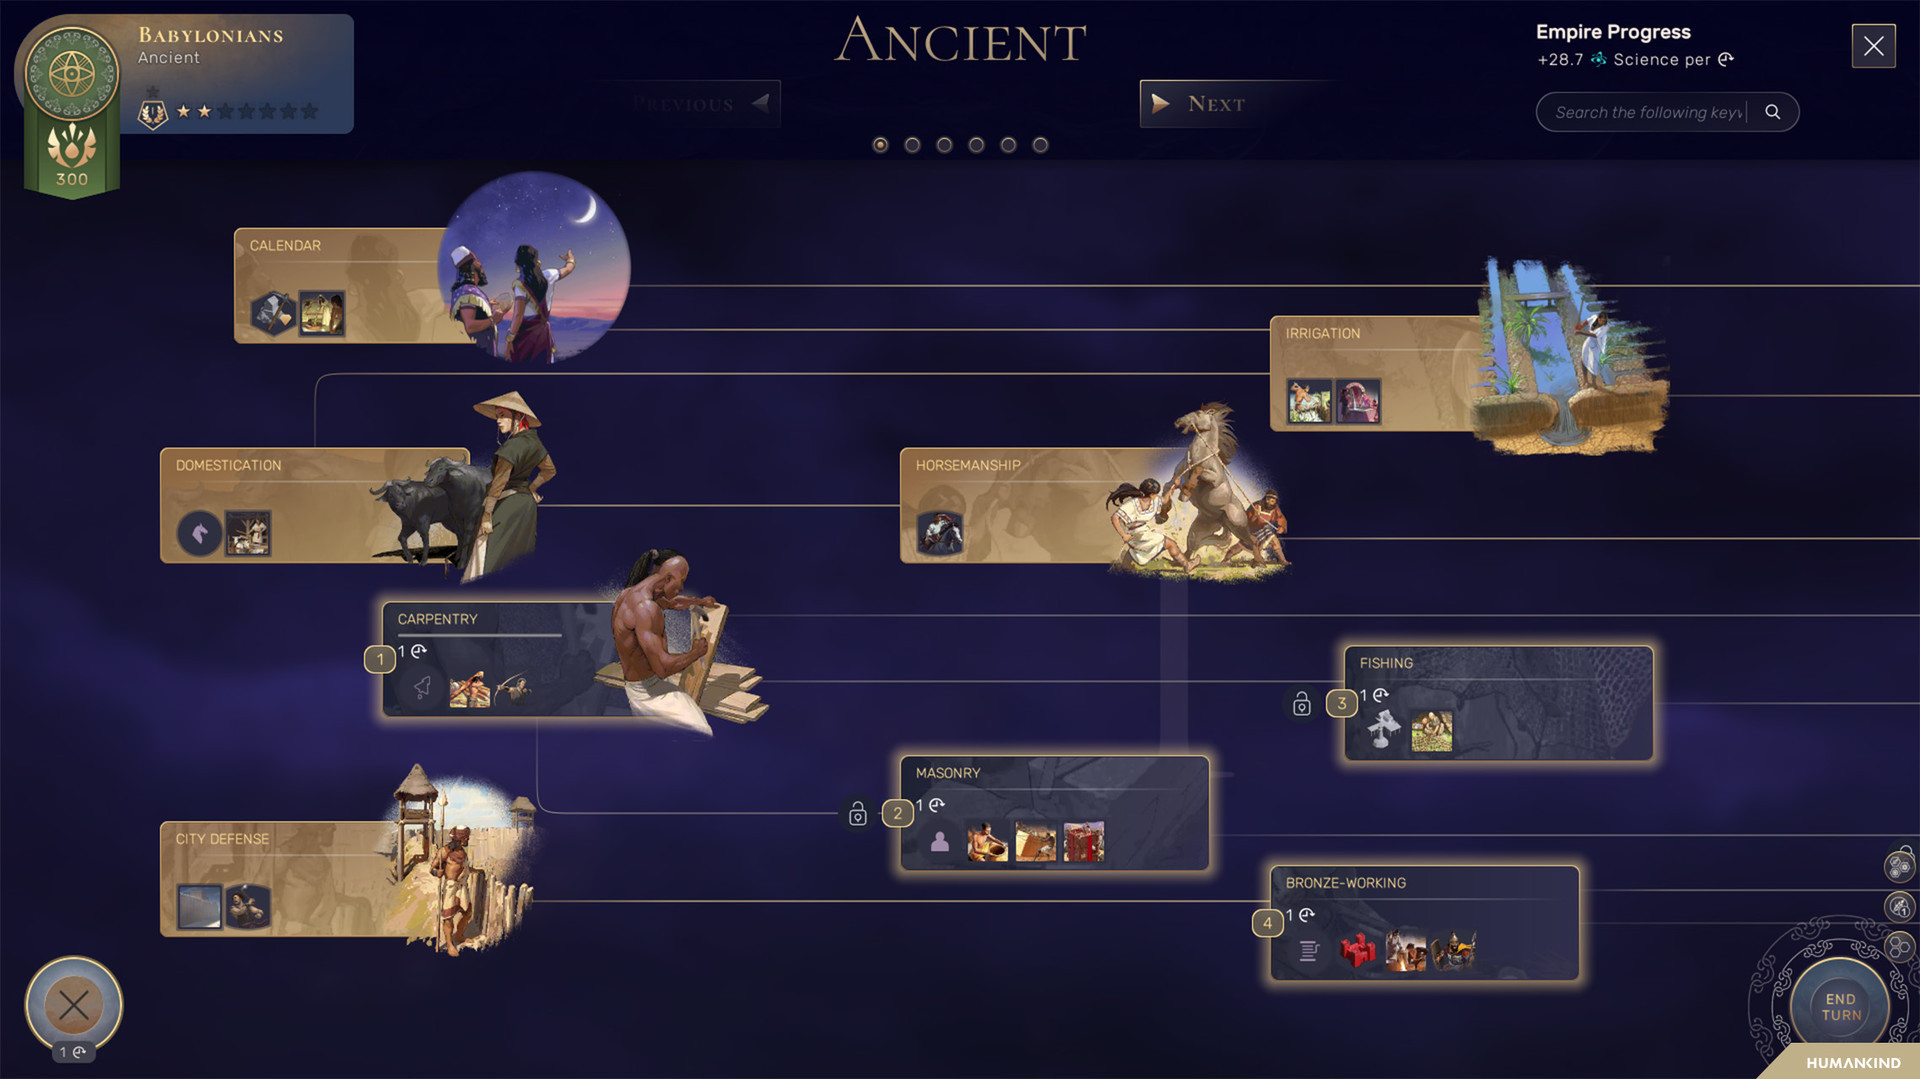 BABYLONIANS
Ancient
300
ANCIENT
PREVIOUS
NEXT
Empire Progress
+28.7 Science per
Search the following keyw
CALENDAR
IRRIGATION
DOMESTICATION
HORSEMANSHIP
CARPENTRY
1
1
FISHING
3
1
MASONRY
2
1
CITY DEFENSE
BRONZE-WORKING
4
1
1
END
TURN
1
HUMANKIND